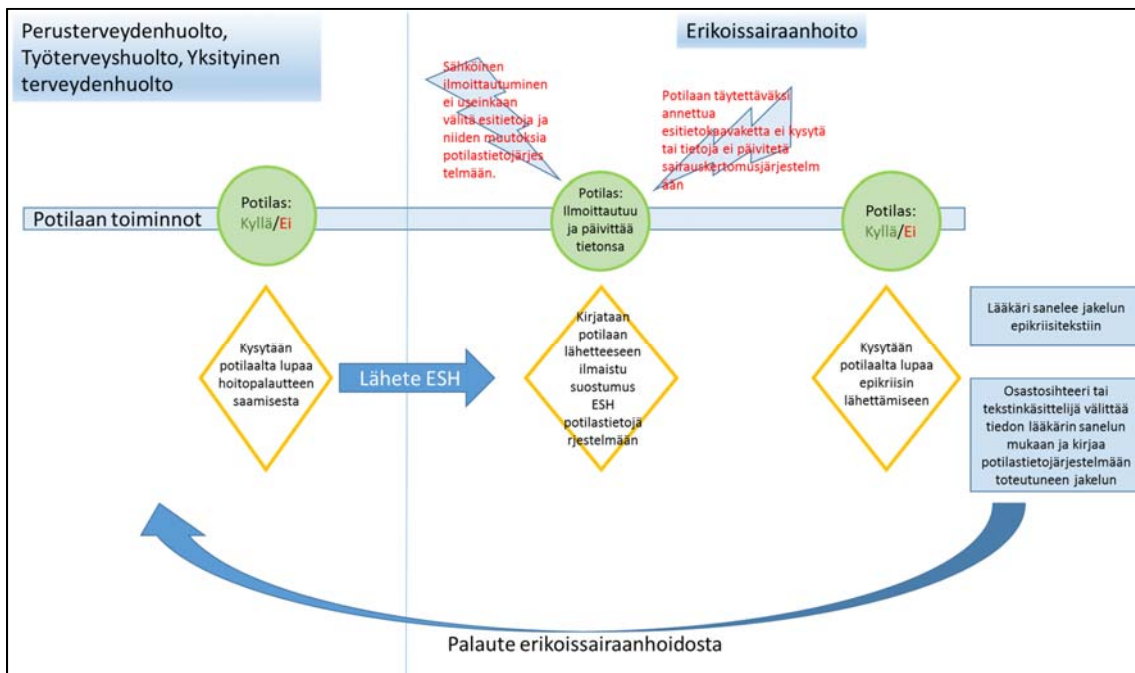 Perusterveydenhuolto,
Työterveyshuolto, Yksityinen
terveydenhuolto
Erikoissairaanhoito
Sähköinen
ilmoittautuminen
ei useinkaan
välitä esitietoja ja
niiden muutoksia
potilastietojärjes
telmään.
Potilaan täytettäväksi
annettua
esitietokaavaketta ei kysytä
tai tietoja ei päivitetä
sairauskertomusjärjestelm
ään
Potilaan toiminnot
Potilas:
Kyllä/Ei
Potilas:
Ilmoittautuu
ja päivittää
tietonsa
Potilas:
Kyllä/Ei
Kysytään
potilaalta lupaa
hoitopalautteen
saamisesta
Lähete ESH
Kirjataan
potilaan
lähetteeseen
ilmaistu
suostumus
ESH
potilastietojä
rjestelmään
Kysytään
potilaalta lupaa
epikriisin
lähettämiseen
Lääkäri sanelee jakelun
epikriisitekstiin
Osastosihteeri tai
tekstinkäsittelijä välittää
tiedon lääkärin sanelun
mukaan ja kirjaa
potilastietojärjestelmään
toteutuneen jakelun
Palaute erikoissairaanhoidosta